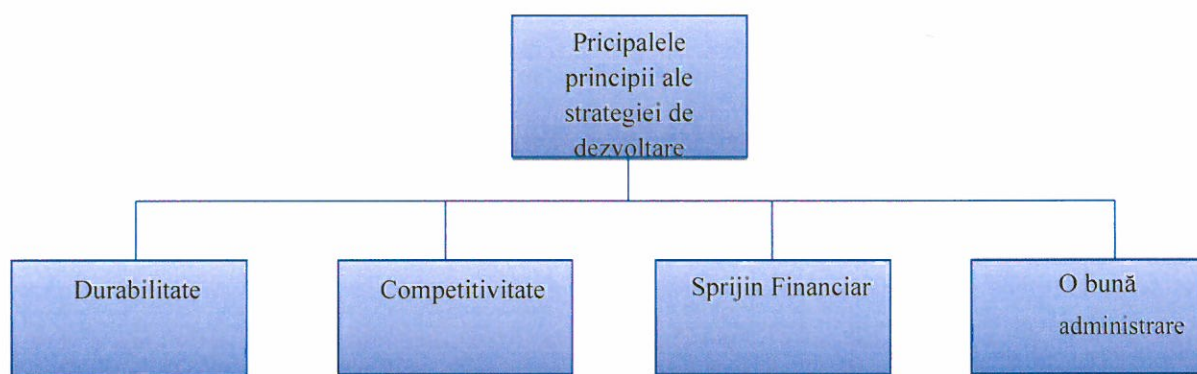 Pricipalele
principii ale
strategiei de
dezvoltare
Durabilitate
Competitivitate
Sprijin Financiar
O bună
administrare